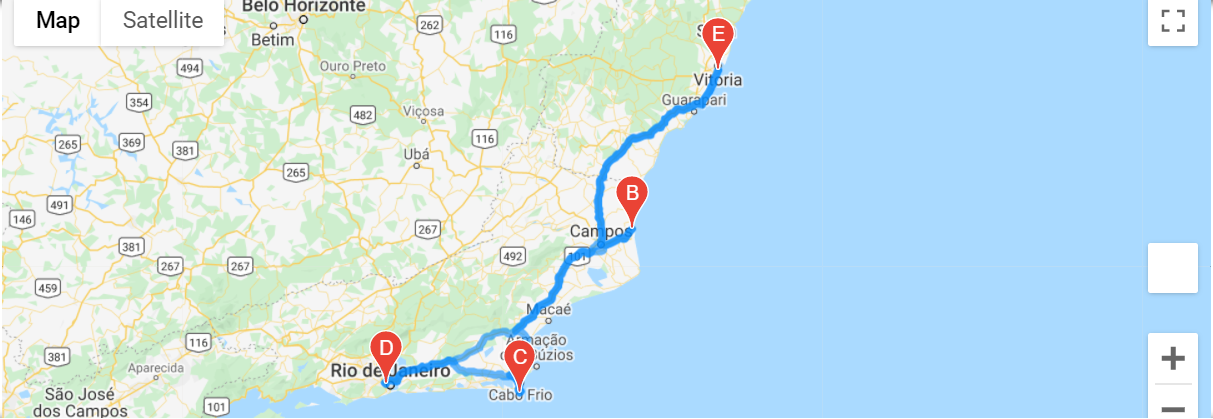 Map
Satellite
Belo Horizonte
Betim
262
116
S
E
494
Ouro Preto
Vitória
354
Guarapari
482
Viçosa
116
265
369
381
Ubá
265
B
491
146
267
Campos
381
492
101
267
267
459
Macaé
116
D
Armação
381
Rio de Janeiro
C
Búzios
Aparecida
São José
dos Campos
101
Cabo Frio